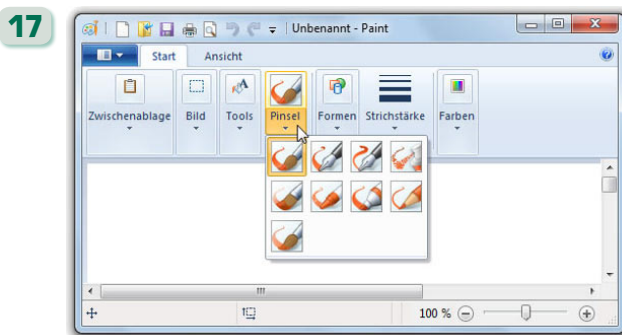 17
Unbenannt - Paint
Start Ansicht
Zwischenablage Bild Tools Pinsel Formen Strichstärke Farben
100 %